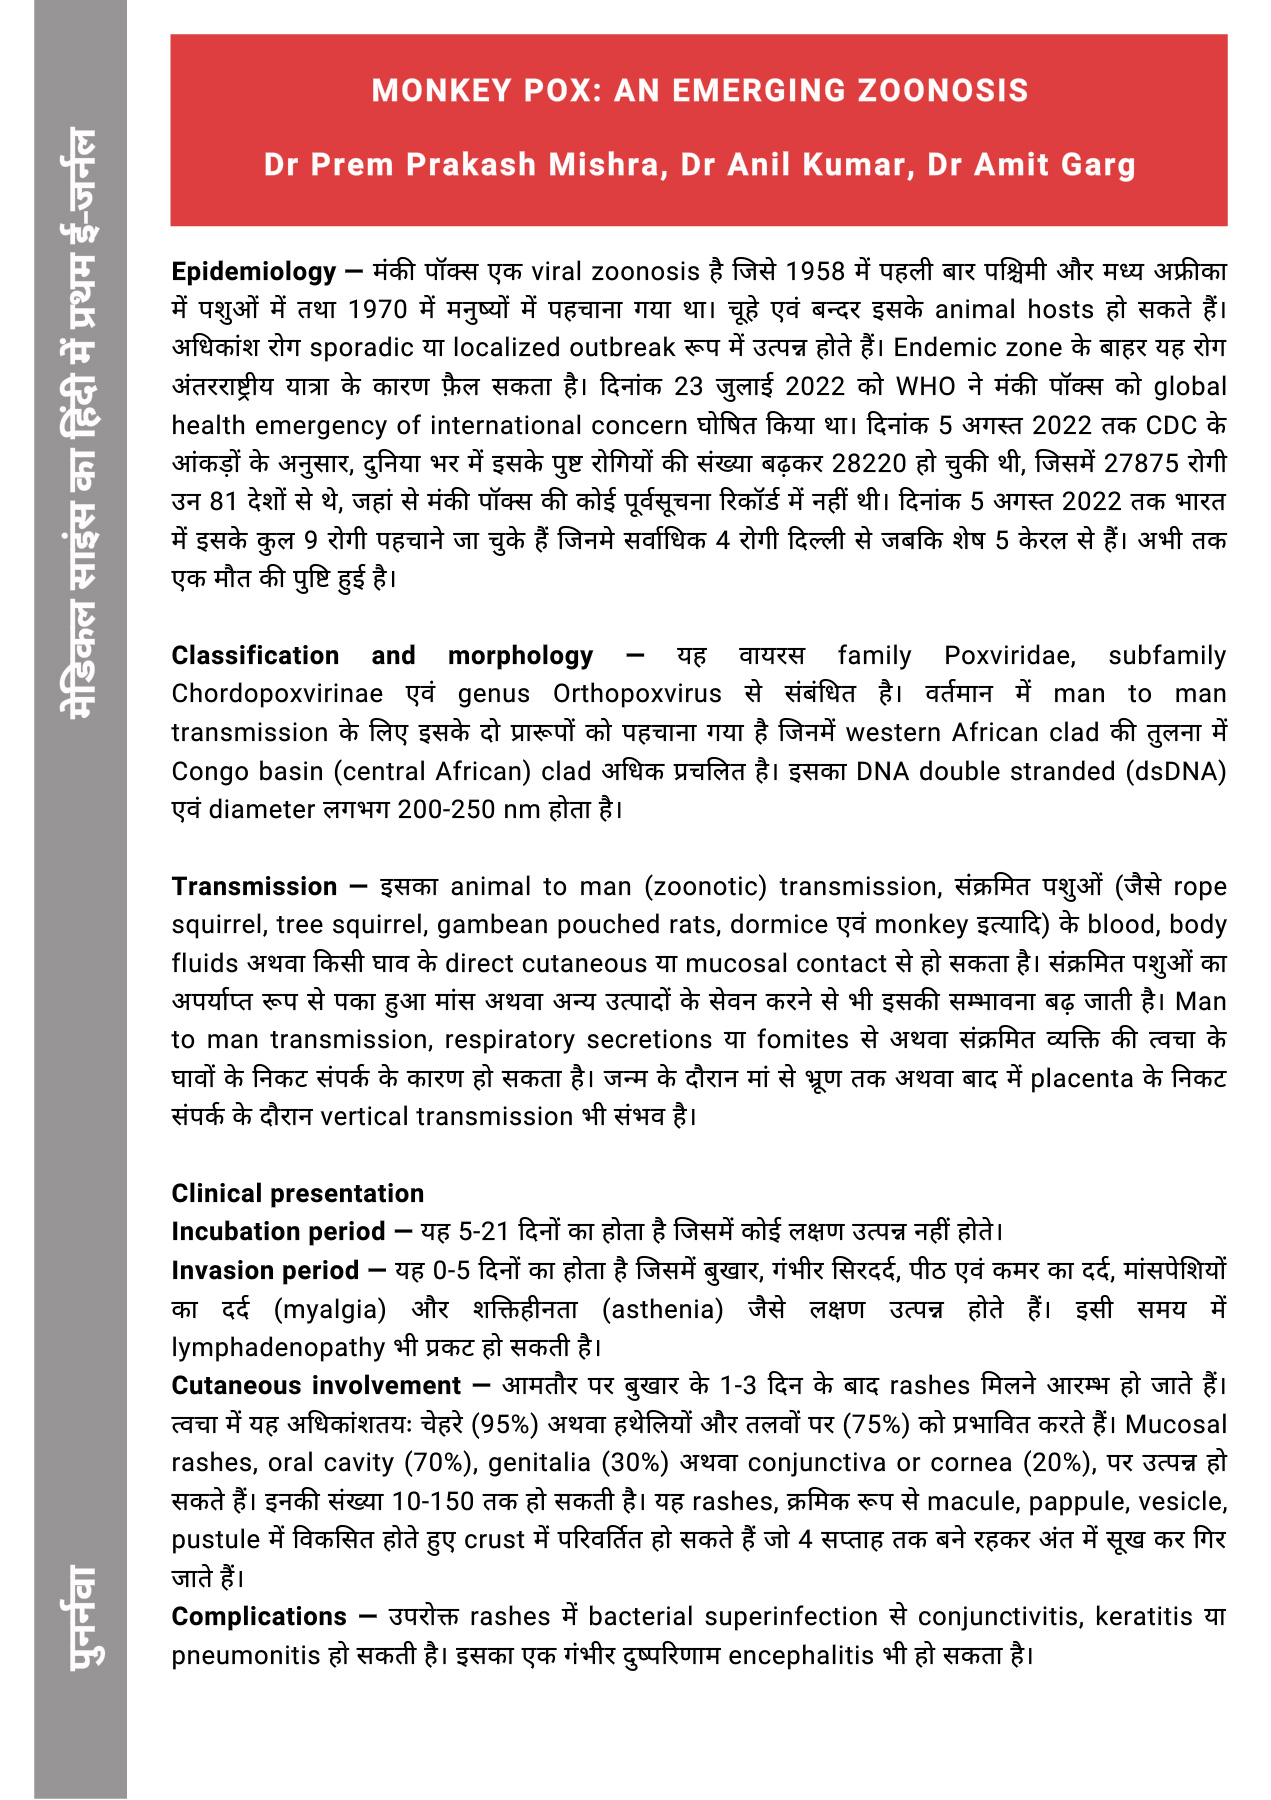 मेडिकल साइंस का हिंदी में प्रथम ई-जर्नल
पुनर्नवा
MONKEY POX: AN EMERGING ZOONOSIS
Dr Prem Prakash Mishra, Dr Anil Kumar, Dr Amit Garg
Epidemiology – मंकी पॉक्स एक viral zoonosis है जिसे 1958 में पहली बार पश्चिमी और मध्य अफ्रीका
में पशुओं में तथा 1970 में मनुष्यों में पहचाना गया था। चूहे एवं बन्दर इसके animal hosts हो सकते हैं।
अधिकांश रोग sporadic या localized outbreak रूप में उत्पन्न होते हैं। Endemic zone के बाहर यह रोग
अंतरराष्ट्रीय यात्रा के कारण फ़ैल सकता है। दिनांक 23 जुलाई 2022 को WHO ने मंकी पॉक्स को global
health emergency of international concern घोषित किया था। दिनांक 5 अगस्त 2022 तक CDC के
आंकड़ों के अनुसार, दुनिया भर में इसके पुष्ट रोगियों की संख्या बढ़कर 28220 हो चुकी थी, जिसमें 27875 रोगी
उन 81 देशों से थे, जहां से मंकी पॉक्स की कोई पूर्वसूचना रिकॉर्ड में नहीं थी। दिनांक 5 अगस्त 2022 तक भारत
में इसके कुल 9 रोगी पहचाने जा चुके हैं जिनमे सर्वाधिक 4 रोगी दिल्ली से जबकि शेष 5 केरल से हैं। अभी तक
एक मौत की पुष्टि हुई है।
Classification and morphology – यह वायरस family Poxviridae, subfamily
Chordopoxvirinae एवं genus Orthopoxvirus से संबंधित है। वर्तमान में man to man
transmission के लिए इसके दो प्रारूपों को पहचाना गया है जिनमें western African clad की तुलना में
Congo basin (central African) clad अधिक प्रचलित है। इसका DNA double stranded (dsDNA)
एवं diameter लगभग 200-250 nm होता है।
Transmission – इसका animal to man (zoonotic) transmission, संक्रमित पशुओं (जैसे rope
squirrel, tree squirrel, gambean pouched rats, dormice एवं monkey इत्यादि) के blood, body
fluids अथवा किसी घाव के direct cutaneous या mucosal contact से हो सकता है। संक्रमित पशुओं का
अपर्याप्त रूप से पका हुआ मांस अथवा अन्य उत्पादों के सेवन करने से भी इसकी सम्भावना बढ़ जाती है। Man
to man transmission, respiratory secretions या fomites से अथवा संक्रमित व्यक्ति की त्वचा के
घावों के निकट संपर्क के कारण हो सकता है। जन्म के दौरान मां से भ्रूण तक अथवा बाद में placenta के निकट
संपर्क के दौरान vertical transmission भी संभव है।
Clinical presentation
Incubation period – यह 5-21 दिनों का होता है जिसमें कोई लक्षण उत्पन्न नहीं होते।
Invasion period – यह 0-5 दिनों का होता है जिसमें बुखार, गंभीर सिरदर्द, पीठ एवं कमर का दर्द, मांसपेशियों
का दर्द (myalgia) और शक्तिहीनता (asthenia) जैसे लक्षण उत्पन्न होते हैं। इसी समय में
lymphadenopathy भी प्रकट हो सकती है।
Cutaneous involvement – आमतौर पर बुखार के 1-3 दिन के बाद rashes मिलने आरम्भ हो जाते हैं।
त्वचा में यह अधिकांशतयः चेहरे (95%) अथवा हथेलियों और तलवों पर (75%) को प्रभावित करते हैं। Mucosal
rashes, oral cavity (70%), genitalia (30%) अथवा conjunctiva or cornea (20%), पर उत्पन्न हो
सकते हैं। इनकी संख्या 10-150 तक हो सकती है। यह rashes, क्रमिक रूप से macule, pappule, vesicle,
pustule में विकसित होते हुए crust में परिवर्तित हो सकते हैं जो 4 सप्ताह तक बने रहकर अंत में सूख कर गिर
जाते हैं।
Complications – उपरोक्त rashes में bacterial superinfection से conjunctivitis, keratitis या
pneumonitis हो सकती है। इसका एक गंभीर दुष्परिणाम encephalitis भी हो सकता है।